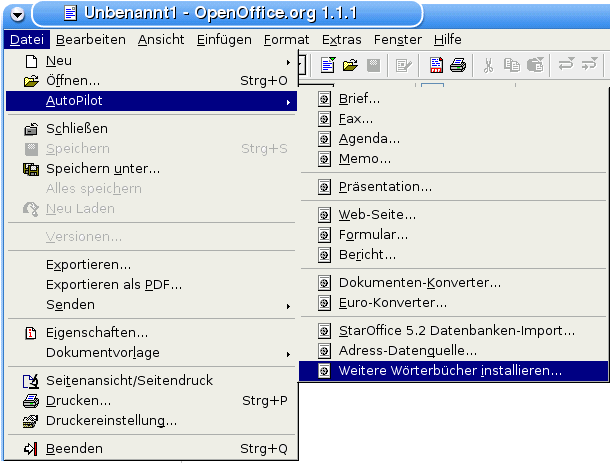 Unbenannt1 - OpenOffice.org 1.1.1
Datei Bearbeiten Ansicht Einfügen Format Extras Fenster Hilfe
Neu
Öffnen... Strg+O
AutoPilot
Schließen
Speichern Strg+S
Speichern unter...
Alles speichern
Neu Laden
Versionen...
Exportieren...
Exportieren als PDF...
Senden
Eigenschaften...
Dokumentvorlage
Seitenansicht/Seitendruck
Drucken... Strg+P
Druckereinstellung...
Beenden Strg+Q
Brief...
Fax...
Agenda...
Memo...
Präsentation...
Web-Seite...
Formular...
Bericht...
Dokumenten-Konverter...
Euro-Konverter...
StarOffice 5.2 Datenbanken-Import...
Adress-Datenquelle...
Weitere Wörterbücher installieren...